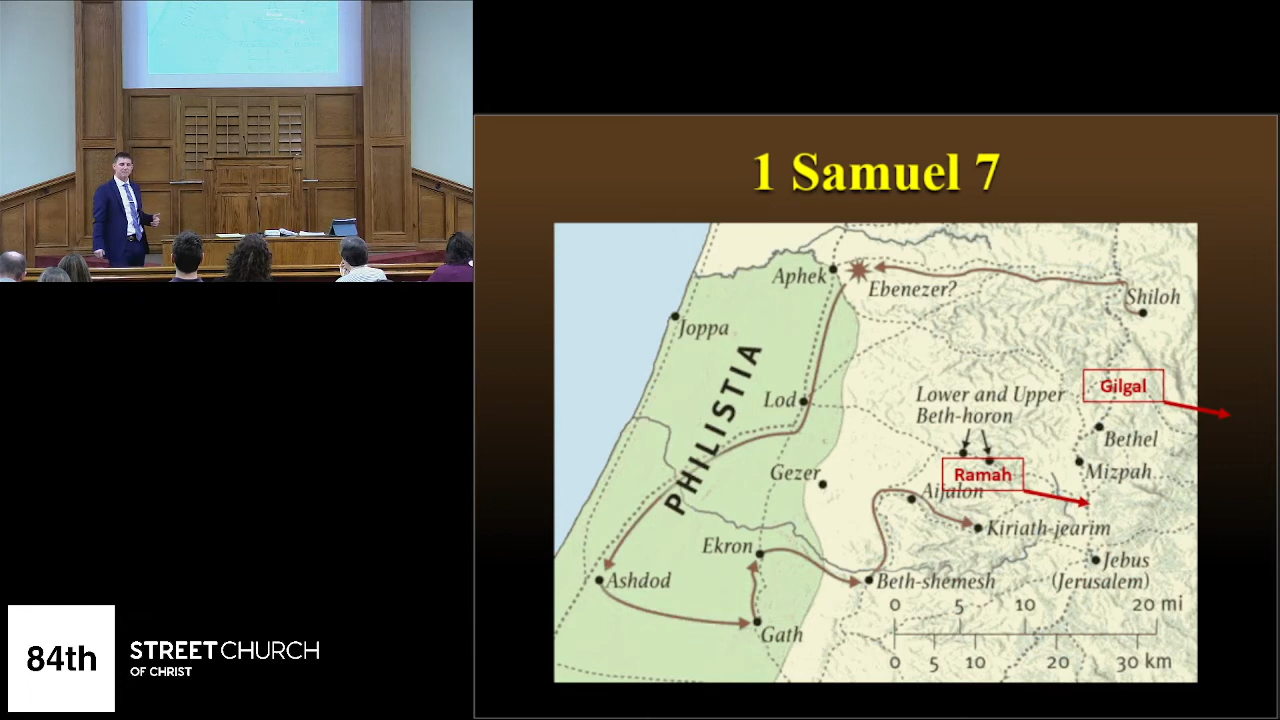 1 Samuel 7
Aphek
Ebenezer?
Shiloh
Joppa
PHILISTIA
Gilgal
Lod
Lower and Upper
Beth-horon
Bethel
Gezer
Ramah
Mizpah
Aijalon
Kiriath-jearim
Ekron
Jebus
(Jerusalem)
Ashdod
Beth-shemesh
Gath
0 5 10 20 mi
0 5 10 20 30 km
84th
STREET CHURCH
OF CHRIST